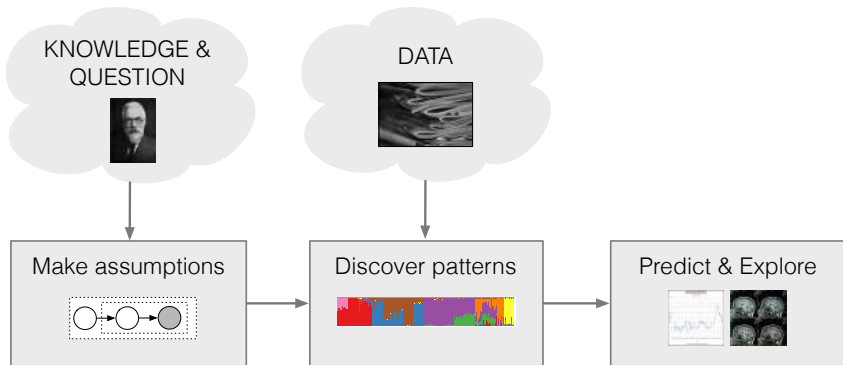 KNOWLEDGE &
QUESTION
DATA
Make assumptions
Discover patterns
Predict & Explore